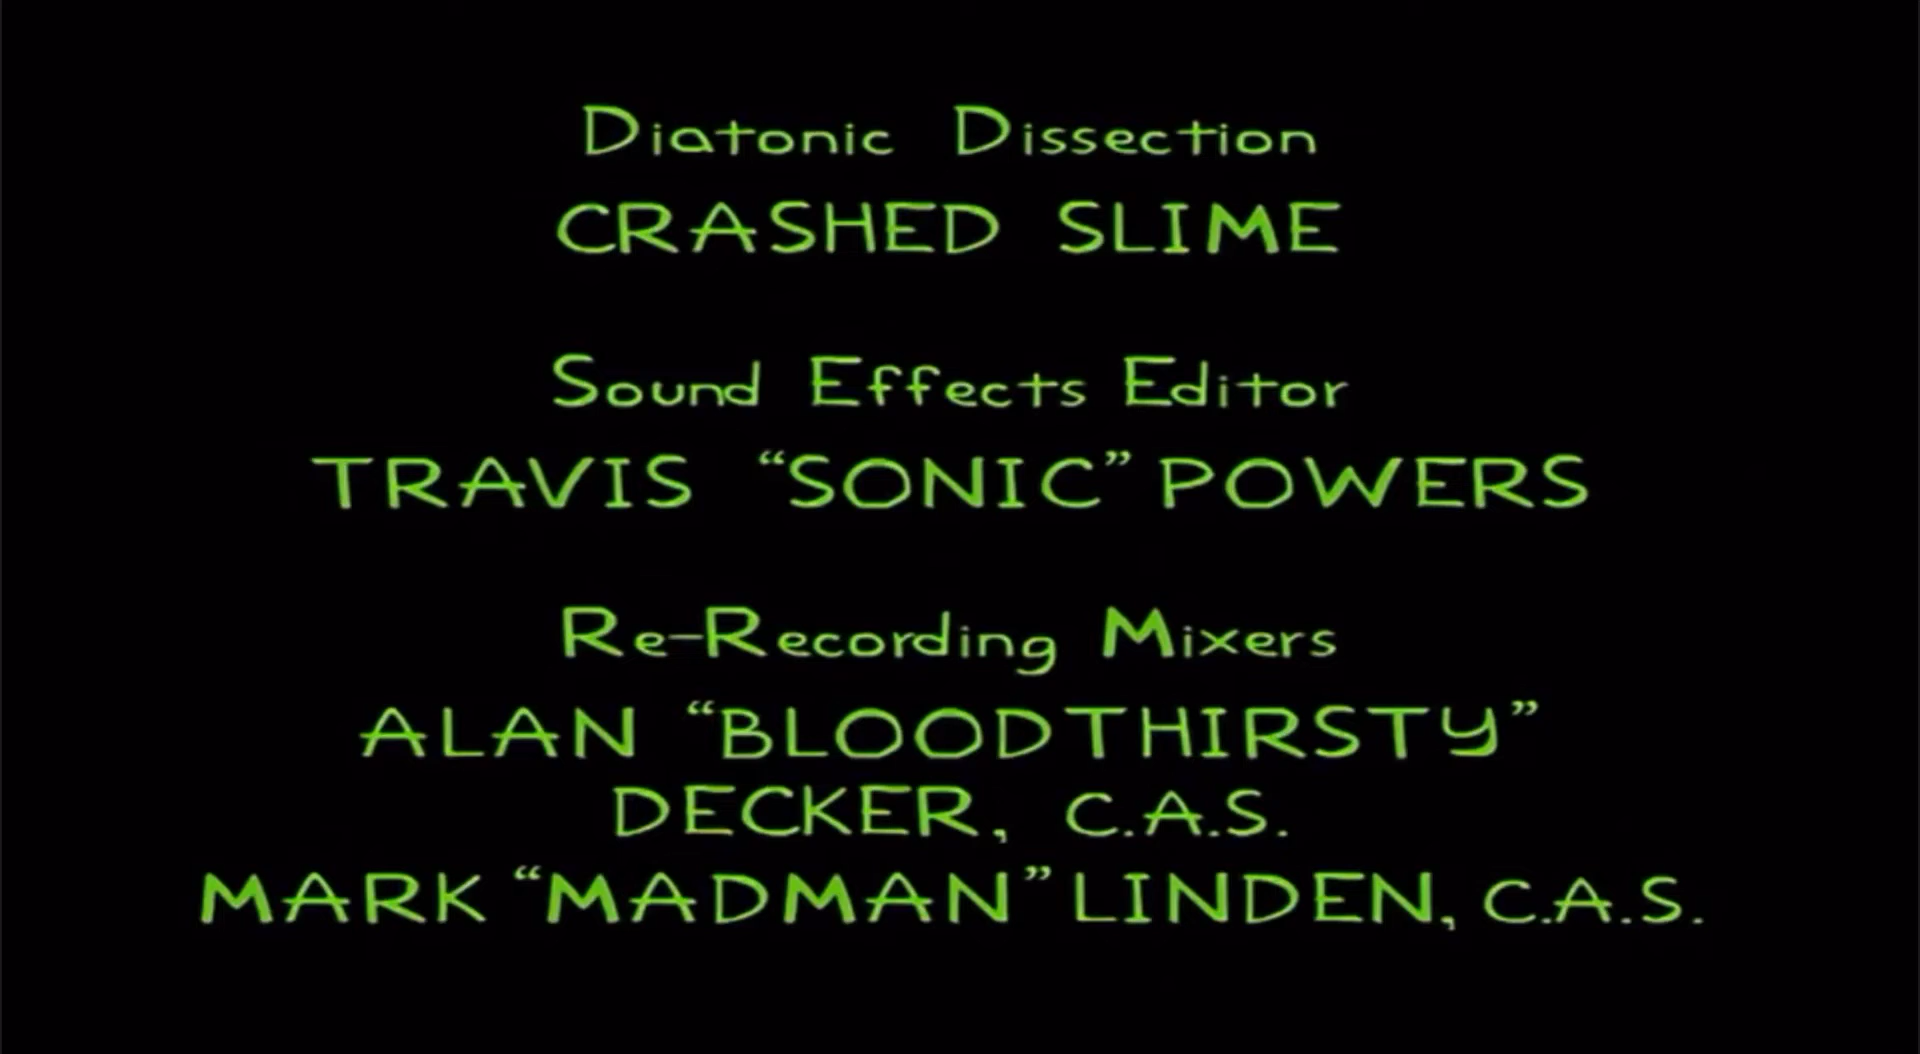 Diatonic Dissection
CRASHED SLIME
Sound Effects Editor
TRAVIS “SONIC” POWERS
Re-Recording Mixers
ALAN “BLOODTHIRSTY”
DECKER, C.A.S.
MARK “MADMAN” LINDEN, C.A.S.